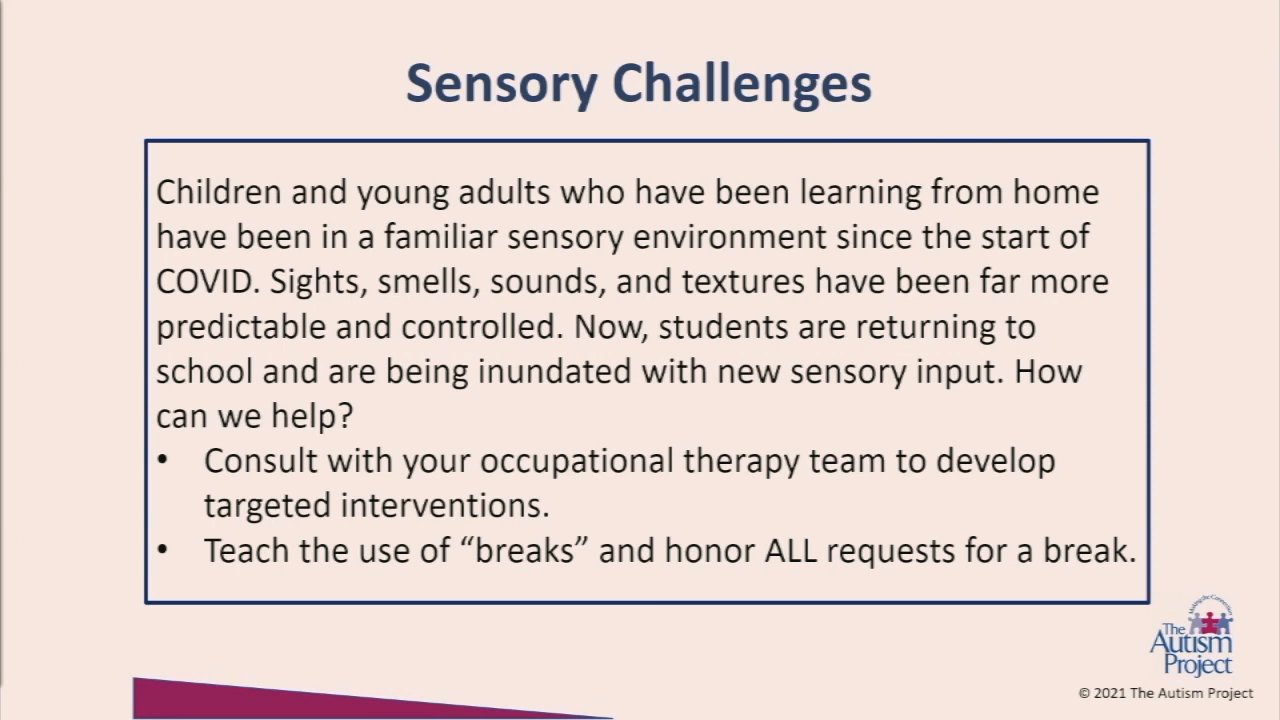 Sensory Challenges
Children and young adults who have been learning from home
have been in a familiar sensory environment since the start of
COVID. Sights, smells, sounds, and textures have been far more
predictable and controlled. Now, students are returning to
school and are being inundated with new sensory input. How
can we help?
• Consult with your occupational therapy team to develop
targeted interventions.
• Teach the use of “breaks” and honor ALL requests for a break.
Making the Connection
The
Autism
Project
© 2021 The Autism Project